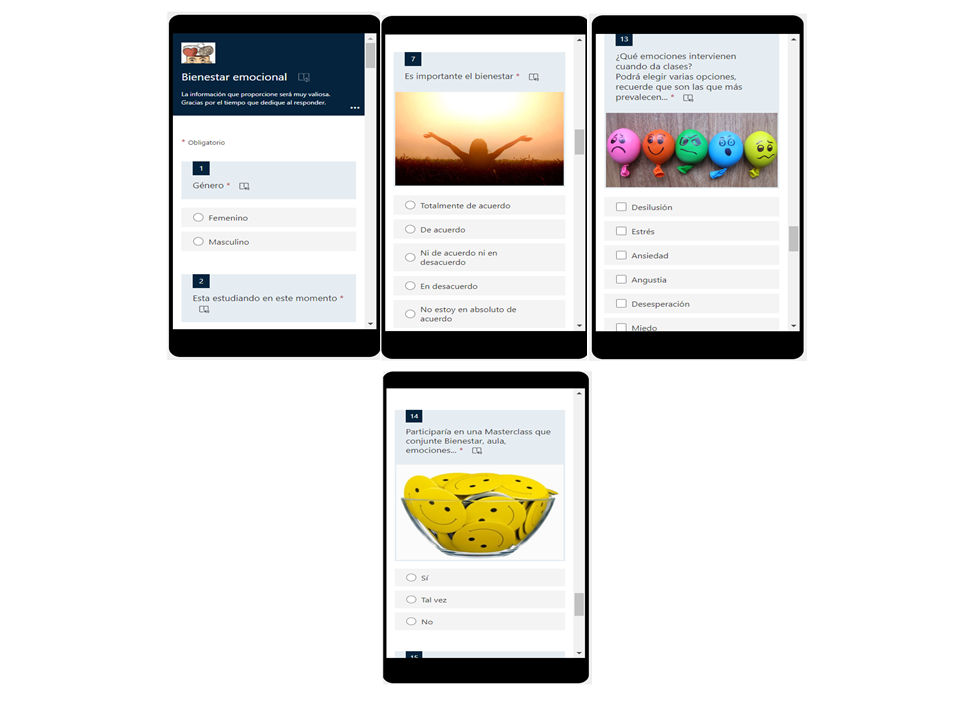 Bienestar emocional
La información que proporcione será muy valiosa.
Gracias por el tiempo que dedique al responder.
...
* Obligatorio
1
Género *
Femenino
Masculino
2
Esta estudiando en este momento *
7
Es importante el bienestar *
Totalmente de acuerdo
De acuerdo
Ni de acuerdo ni en
desacuerdo
En desacuerdo
No estoy en absoluto de
acuerdo
13
¿Qué emociones intervienen
cuando da clases?
Podrá elegir varias opciones,
recuerde que son las que más
prevalecen... *
Desilusión
Estrés
Ansiedad
Angustia
Desesperación
Miedo
14
Participaría en una Masterclass que
conjunte Bienestar, aula,
emociones... *
Sí
Tal vez
No
15